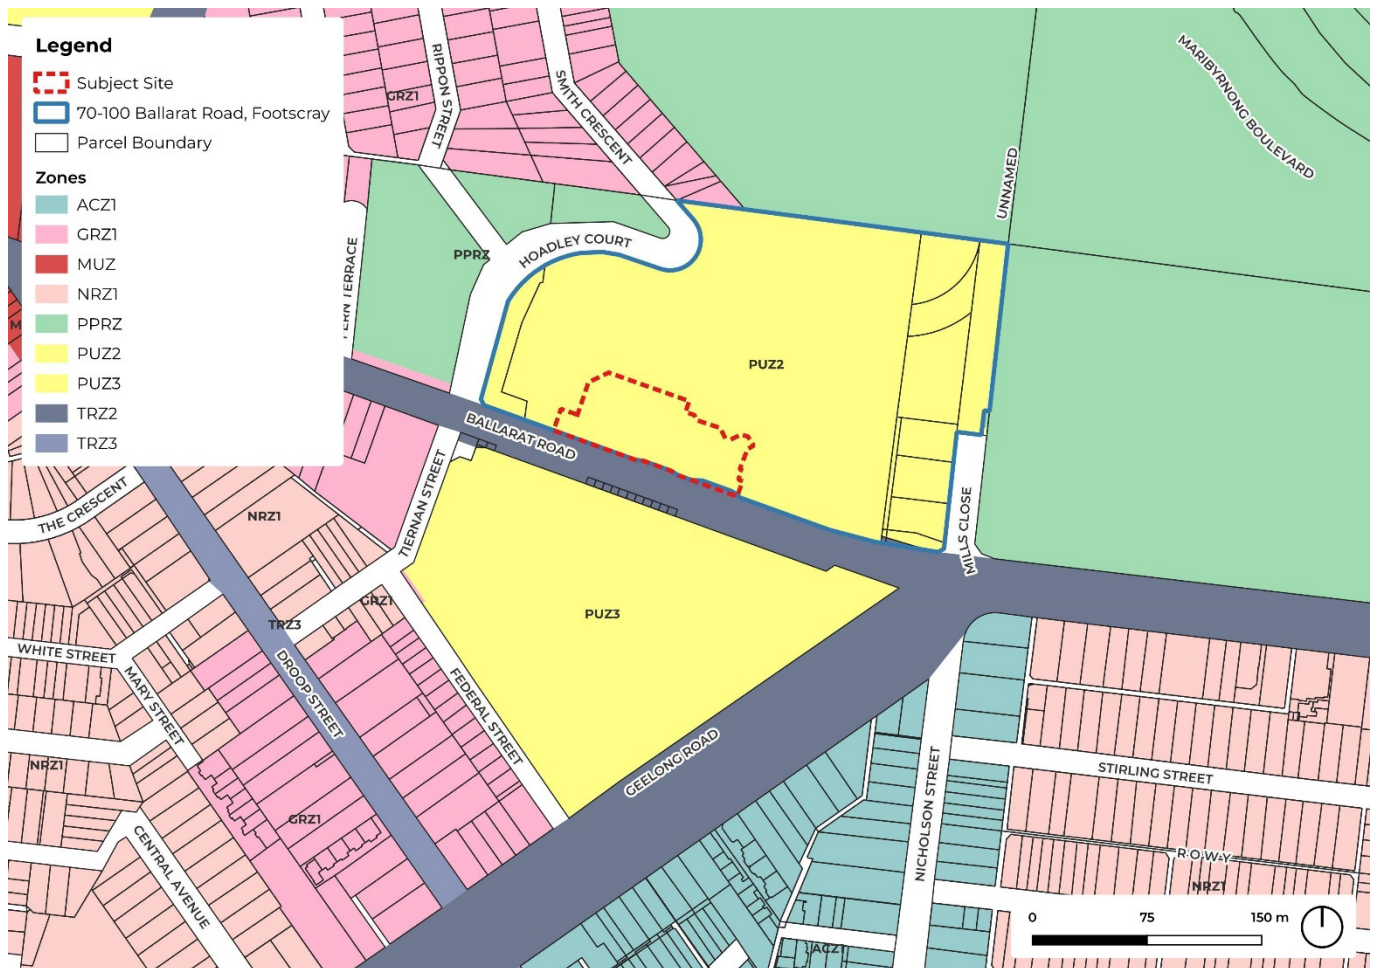 Legend
Subject Site
70-100 Ballarat Road, Footscray
Parcel Boundary
Zones
ACZ1
GRZ1
MUZ
NRZ1
PPRZ
PUZ2
PUZ3
TRZ2
TRZ3
RIPPON STREET
GRZ1
SMITH CRESCENT
MARIBYRNONG BOULEVARD
UNNAMED
HOADLEY COURT
PPRZ
FERN TERRACE
M
PUZ2
BALLARAT ROAD
TIERNAN STREET
THE CRESCENT
NRZ1
MILLS CLOSE
GRZ1
PUZ3
TRZ3
WHITE STREET
MARY STREET
DROOP STREET
FEDERAL STREET
GEELONG ROAD
NRZ1
STIRLING STREET
NICHOLSON STREET
GRZ1
CENTRAL AVENUE
ROWY
NRZ1
ACZ1
0 75 150 m